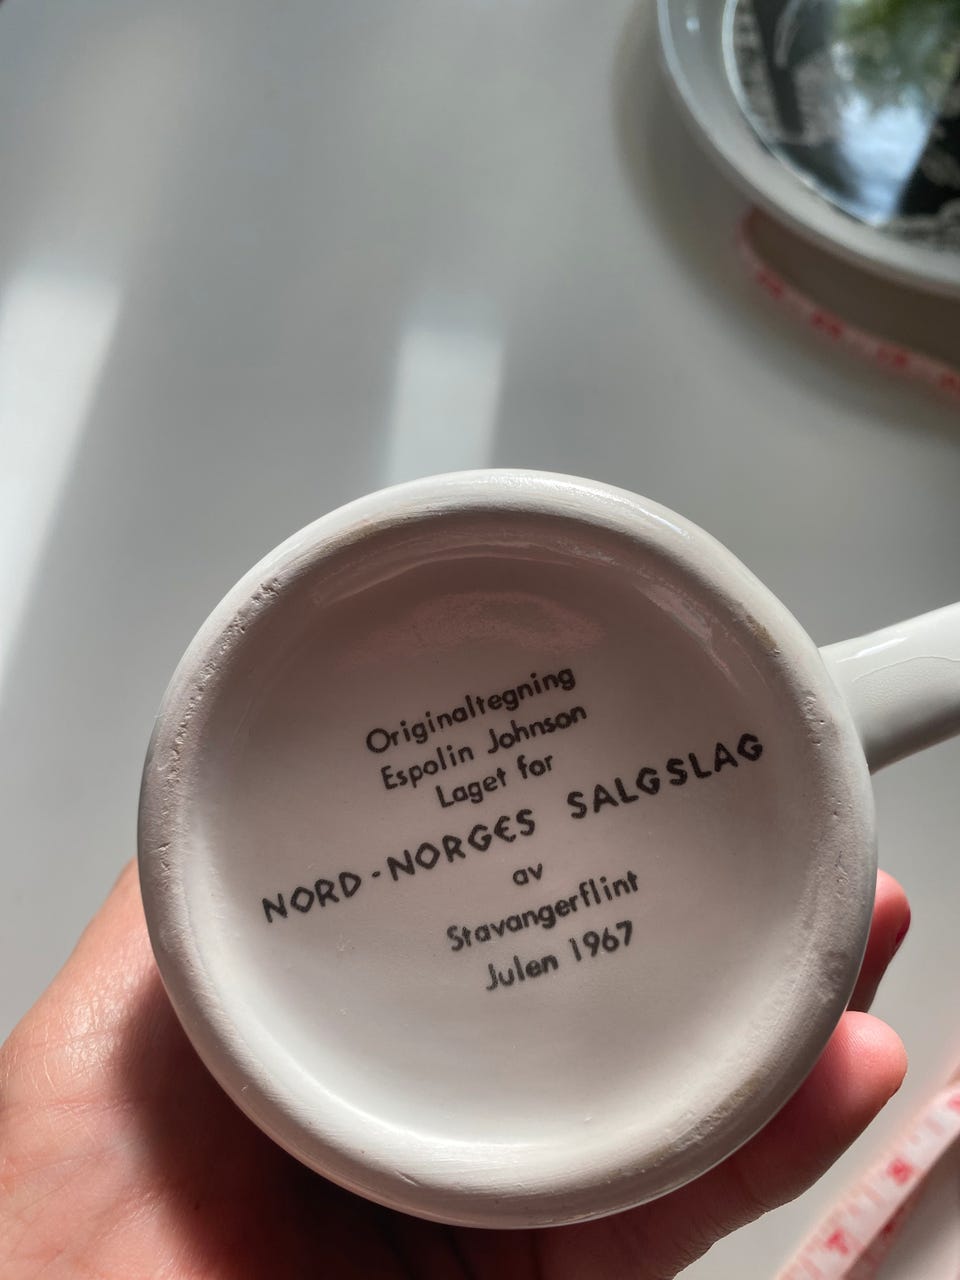 Originaltegning
Espolin Johnson
Laget for
NORD-NORGES SALGSLAG
av
Stavangerflint
Julen 1967